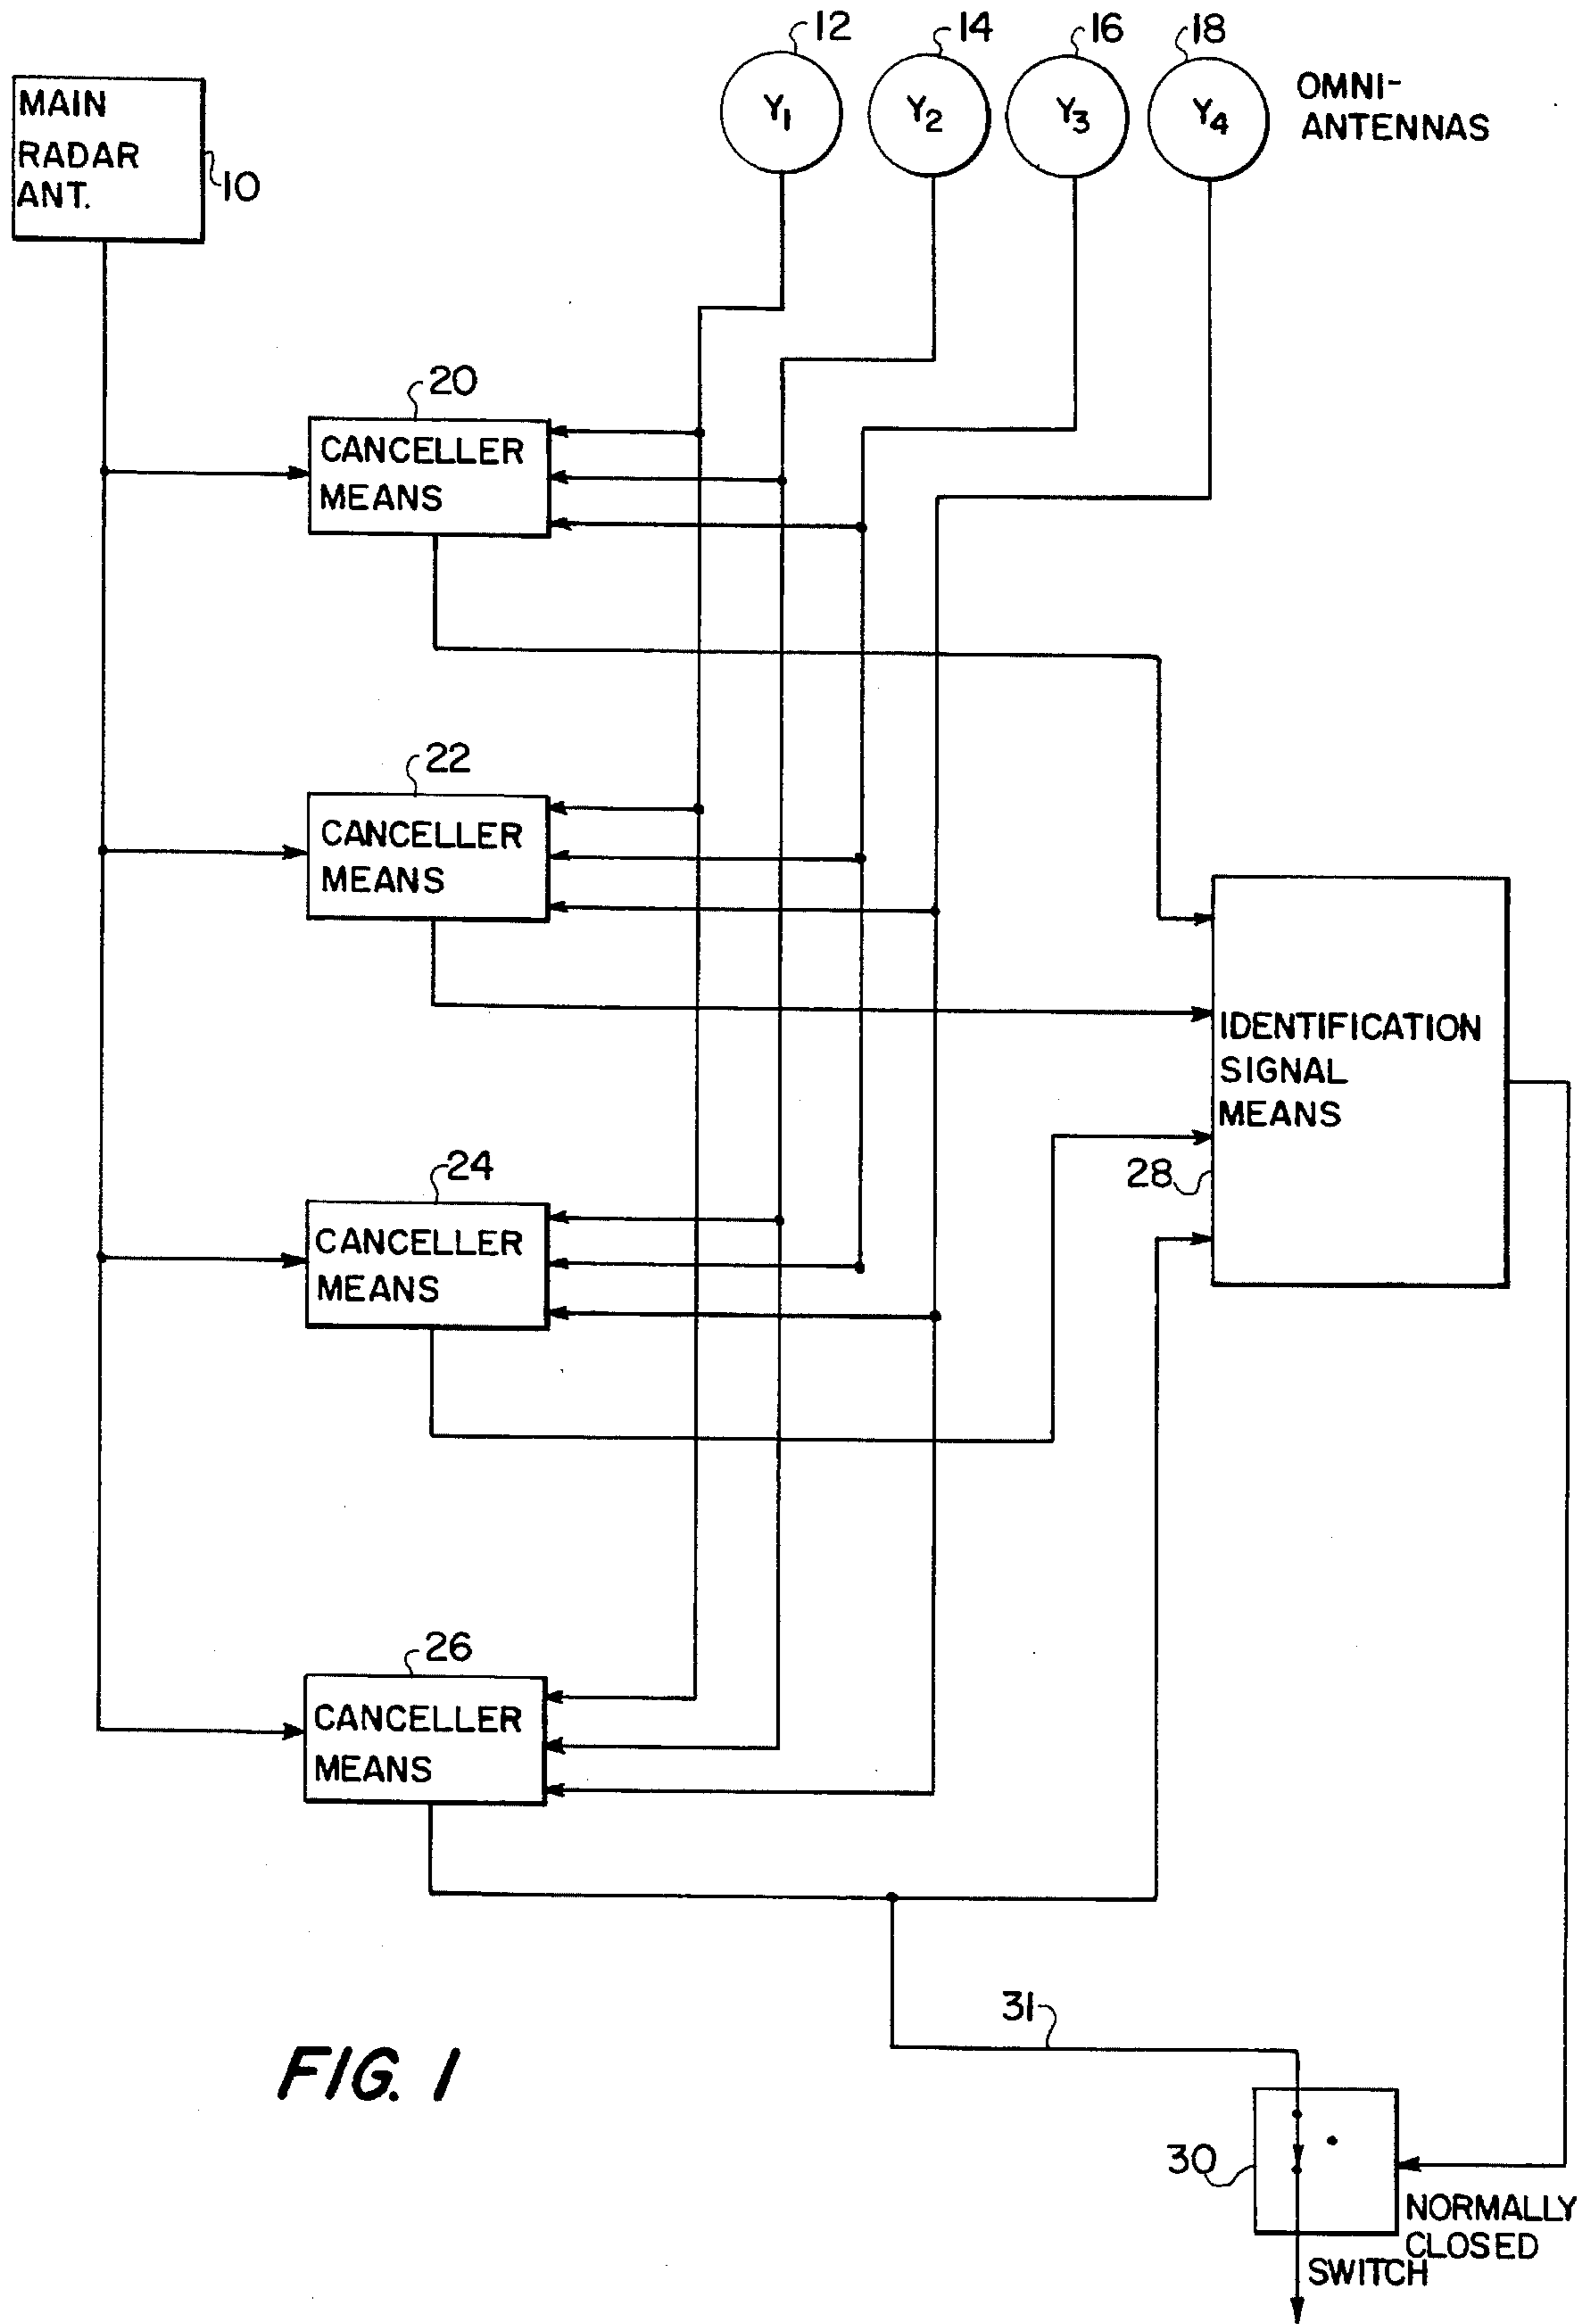 12
14
16
18
Y1
Y2
Y3
Y4
OMNI-
ANTENNAS
MAIN
RADAR
ANT.
10
20
CANCELLER
MEANS
22
CANCELLER
MEANS
IDENTIFICATION
SIGNAL
MEANS
28
24
CANCELLER
MEANS
26
CANCELLER
MEANS
31
FIG. 1
30
NORMALLY
CLOSED
SWITCH